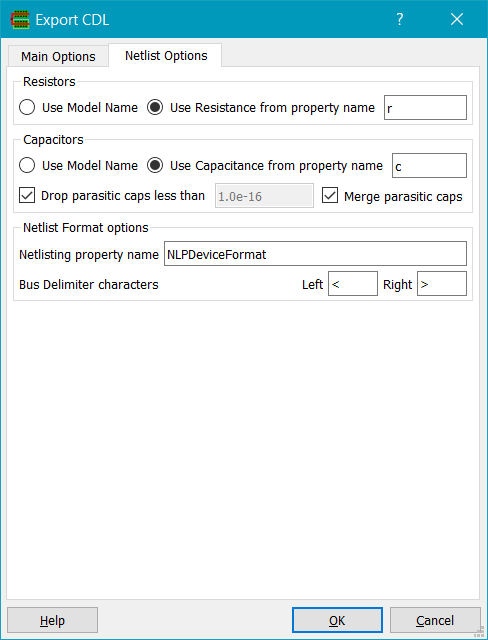 Export CDL
?
Main Options Netlist Options
Resistors
Use Model Name Use Resistance from property name r
Capacitors
Use Model Name Use Capacitance from property name c
Drop parasitic caps less than 1.0e-16 Merge parasitic caps
Netlist Format options
Netlisting property name NLPDeviceFormat
Bus Delimiter characters Left < Right >
Help OK Cancel